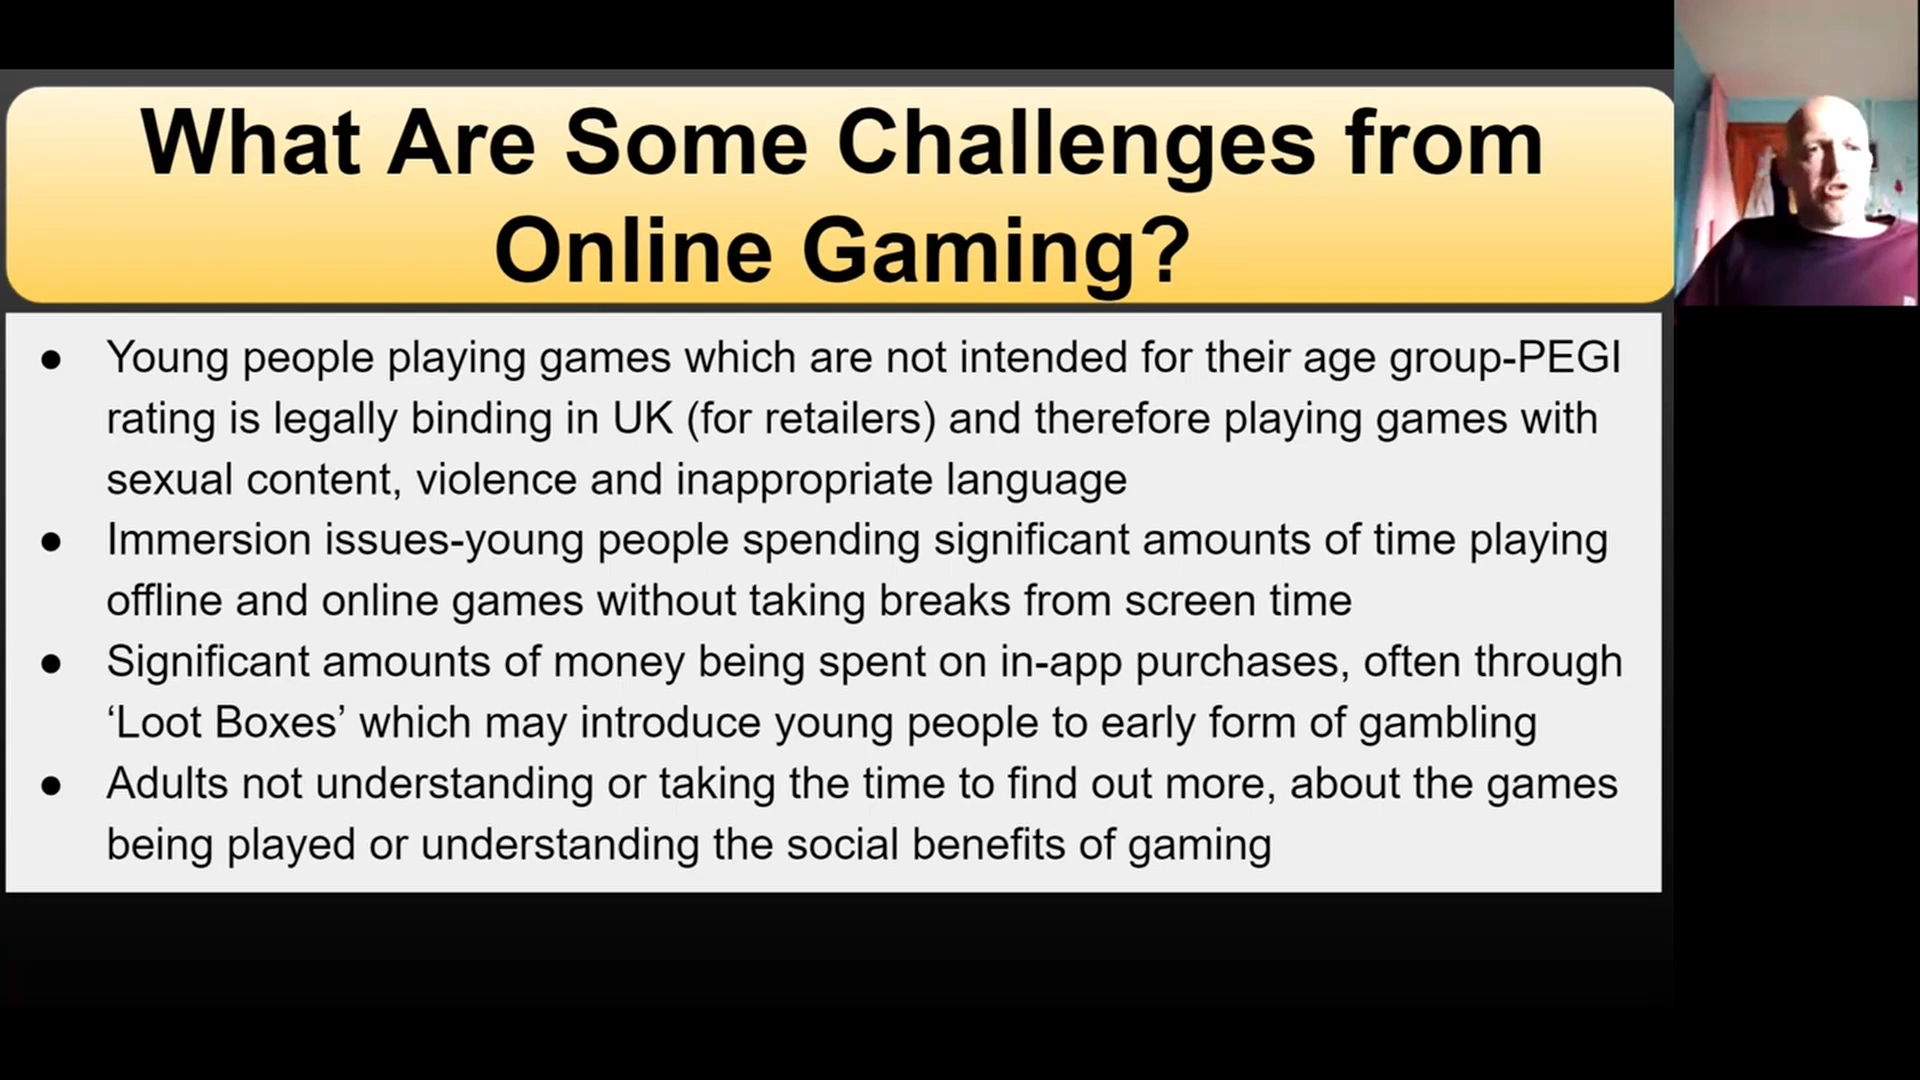 What Are Some Challenges from
Online Gaming?
● Young people playing games which are not intended for their age group-PEGI
rating is legally binding in UK (for retailers) and therefore playing games with
sexual content, violence and inappropriate language
● Immersion issues-young people spending significant amounts of time playing
offline and online games without taking breaks from screen time
● Significant amounts of money being spent on in-app purchases, often through
‘Loot Boxes’ which may introduce young people to early form of gambling
● Adults not understanding or taking the time to find out more, about the games
being played or understanding the social benefits of gaming